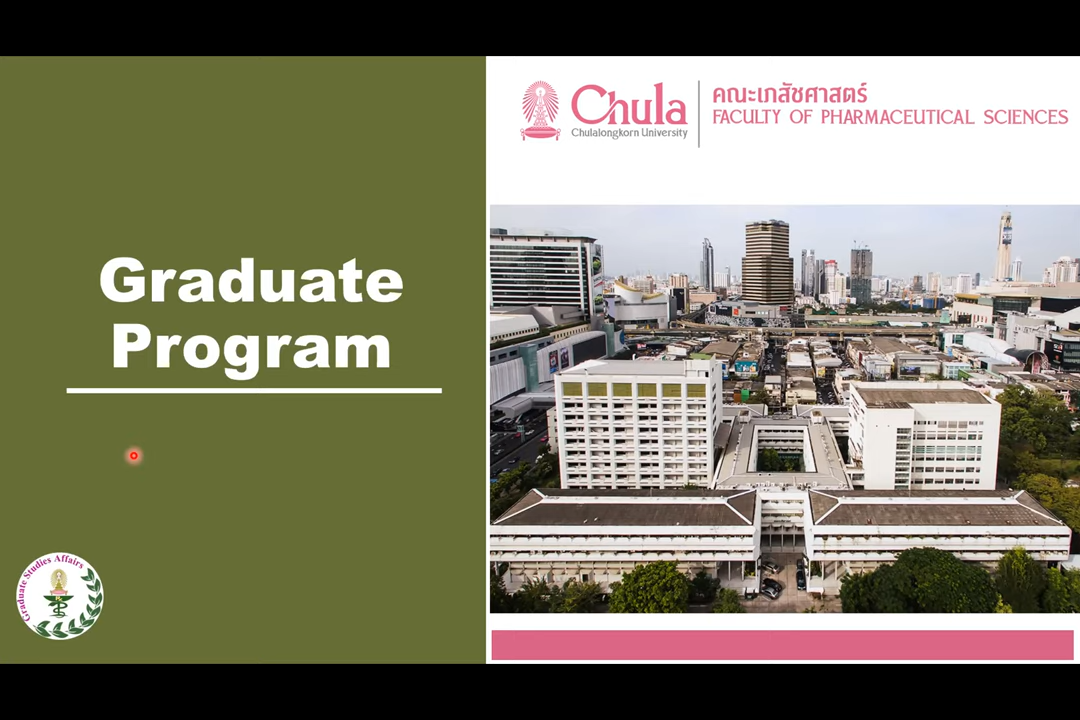 Graduate
Program
Graduate Studies Affairs
Chula
Chulalongkorn University
คณะเภสัชศาสตร์
FACULTY OF PHARMACEUTICAL SCIENCES